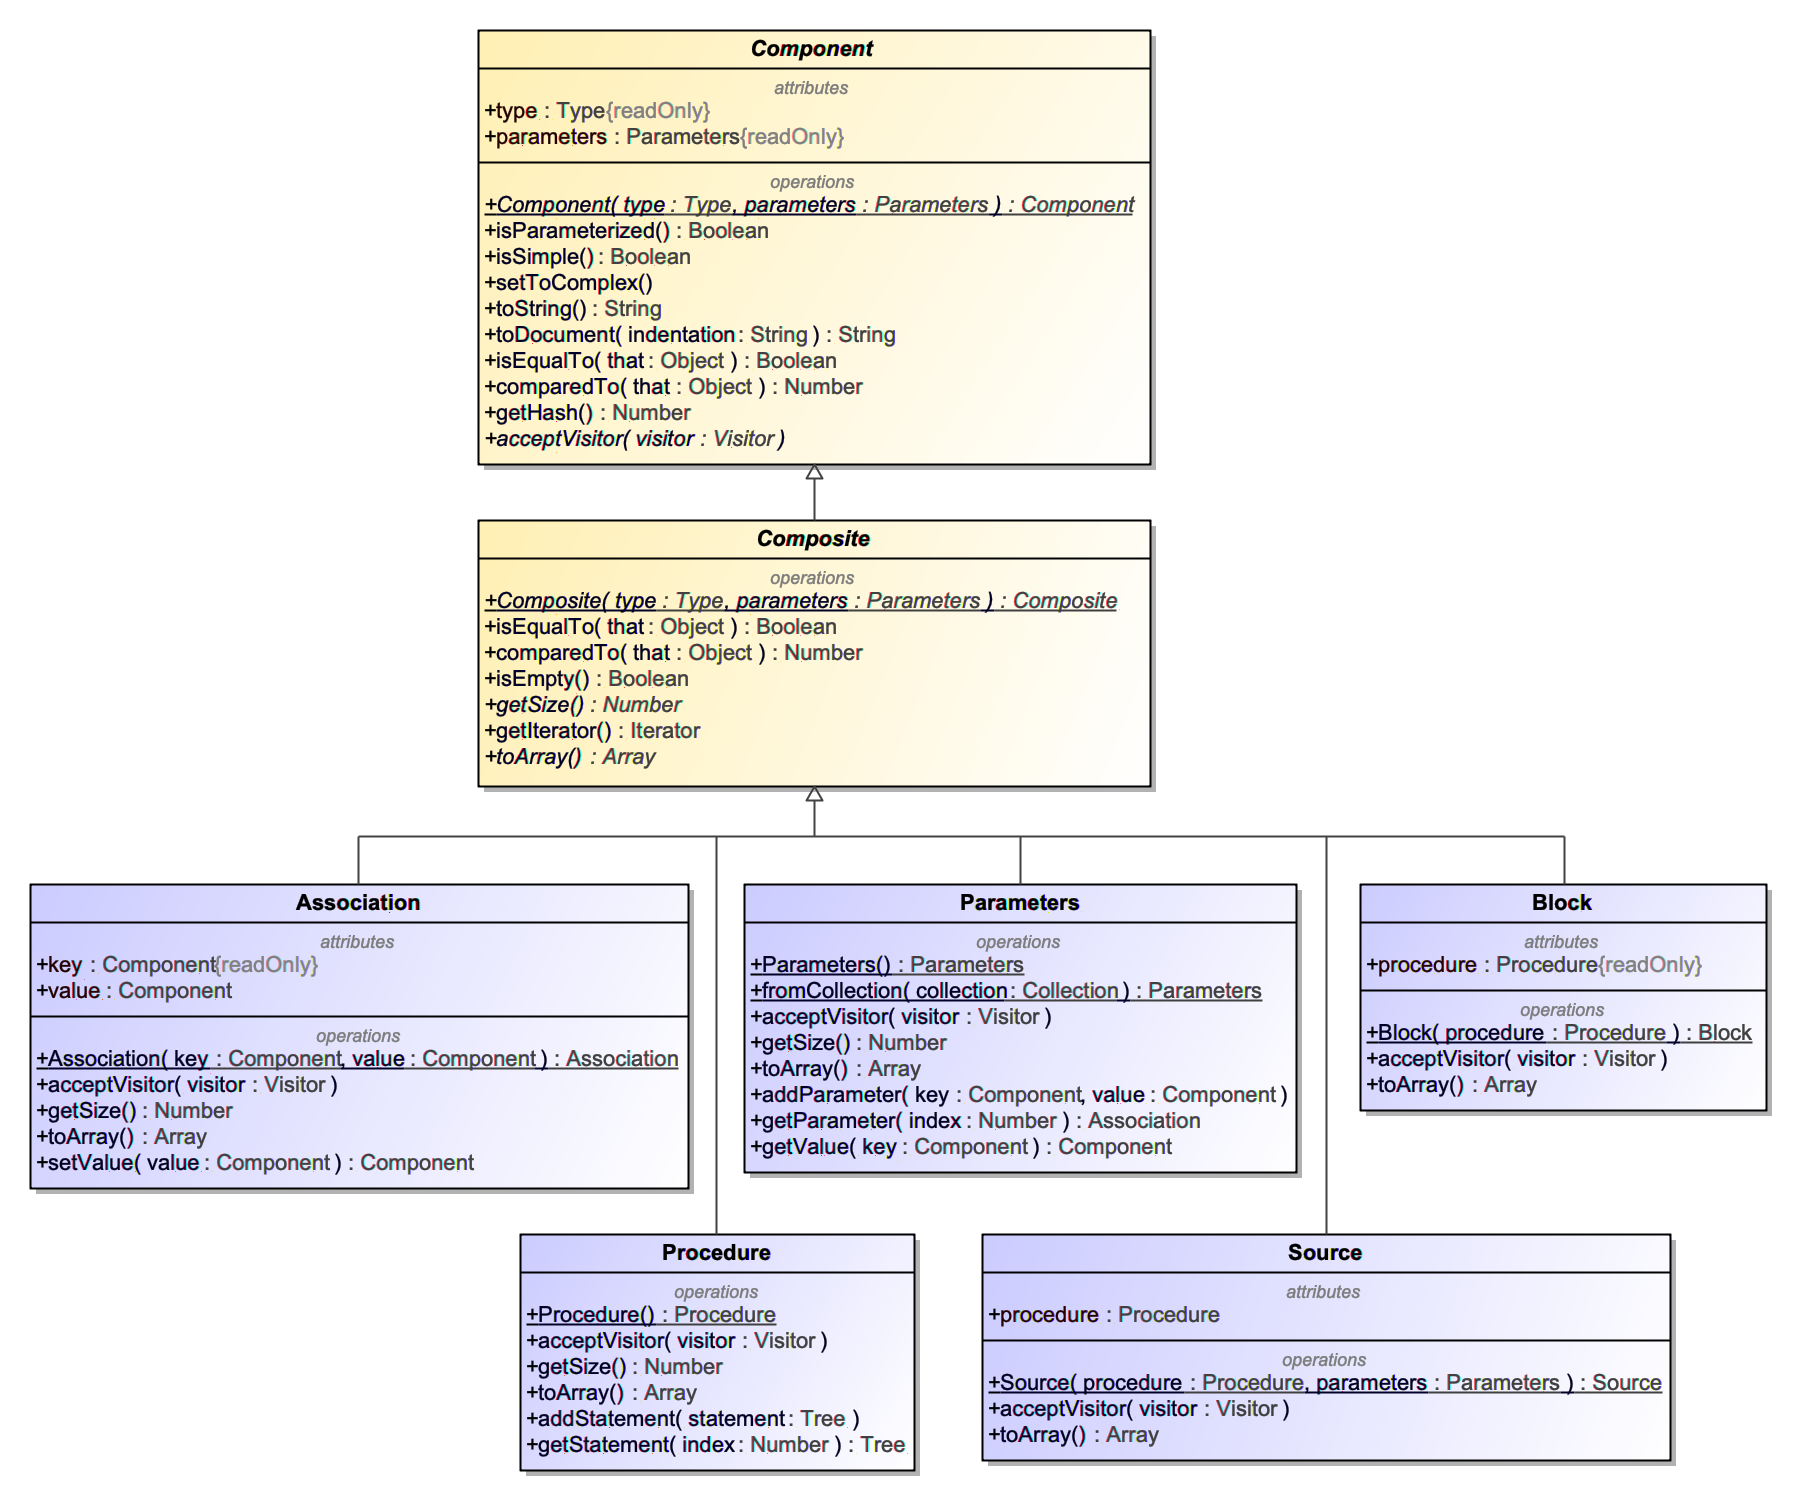 Component
attributes
+type : Type{readOnly}
+parameters : Parameters{readOnly}
operations
+Component( type : Type, parameters : Parameters ) : Component
+isParameterized() : Boolean
+isSimple() : Boolean
+setToComplex()
+toString() : String
+toDocument( indentation : String ) : String
+isEqualTo( that : Object ) : Boolean
+comparedTo( that : Object ) : Number
+getHash() : Number
+acceptVisitor( visitor : Visitor )
Composite
operations
+Composite( type : Type, parameters : Parameters ) : Composite
+isEqualTo( that : Object ) : Boolean
+comparedTo( that : Object ) : Number
+isEmpty() : Boolean
+getSize() : Number
+getIterator() : Iterator
+toArray() : Array
Association
attributes
+key : Component{readOnly}
+value : Component
operations
+Association( key : Component, value : Component ) : Association
+acceptVisitor( visitor : Visitor )
+getSize() : Number
+toArray() : Array
+setValue( value : Component ) : Component
Parameters
operations
+Parameters() : Parameters
+fromCollection( collection : Collection ) : Parameters
+acceptVisitor( visitor : Visitor )
+getSize() : Number
+toArray() : Array
+addParameter( key : Component, value : Component )
+getParameter( index : Number ) : Association
+getValue( key : Component ) : Component
Block
attributes
+procedure : Procedure{readOnly}
operations
+Block( procedure : Procedure ) : Block
+acceptVisitor( visitor : Visitor )
+toArray() : Array
Procedure
operations
+Procedure() : Procedure
+acceptVisitor( visitor : Visitor )
+getSize() : Number
+toArray() : Array
+addStatement( statement : Tree )
+getStatement( index : Number ) : Tree
Source
attributes
+procedure : Procedure
operations
+Source( procedure : Procedure, parameters : Parameters ) : Source
+acceptVisitor( visitor : Visitor )
+toArray() : Array